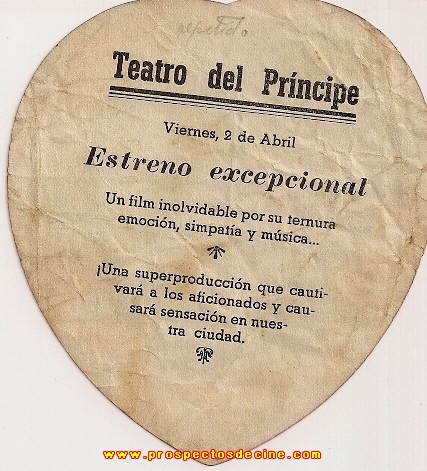 repetido
Teatro del Príncipe
Viernes, 2 de Abril
Estreno excepcional
Un film inolvidable por su ternura
emoción, simpatía y música...
¡Una superproducción que cauti-
vará a los aficionados y cau-
sará sensación en nues-
tra ciudad.
www.prospectosdecine.com